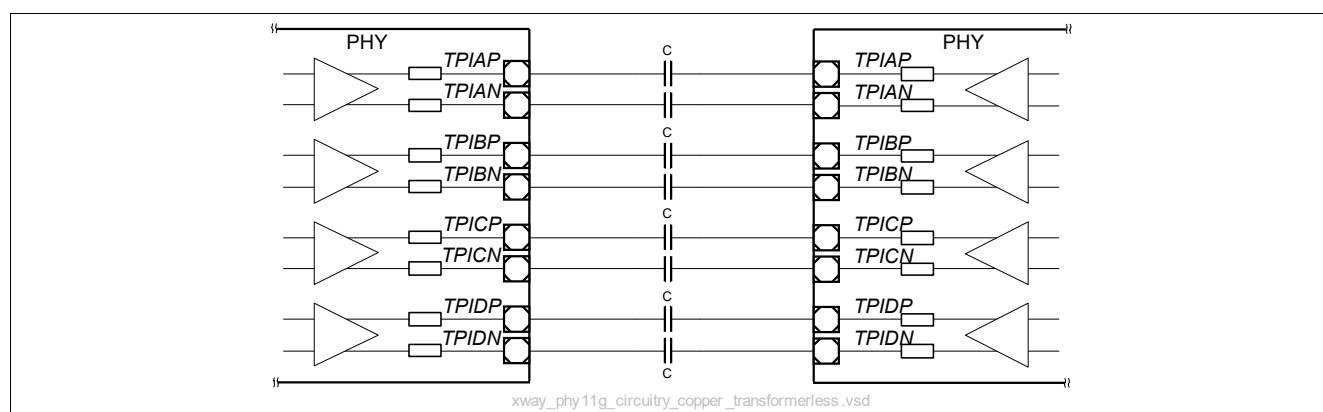 PHY PHY
C
TPIAP TPIAP
TPIAN TPIAN
C
TPIBP TPIBP
TPIBN TPIBN
C
TPICP TPICP
TPICN TPICN
C
TPIDP TPIDP
TPIDN TPIDN
C
xway_phy11g_circuitry_copper_transformerless.vsd